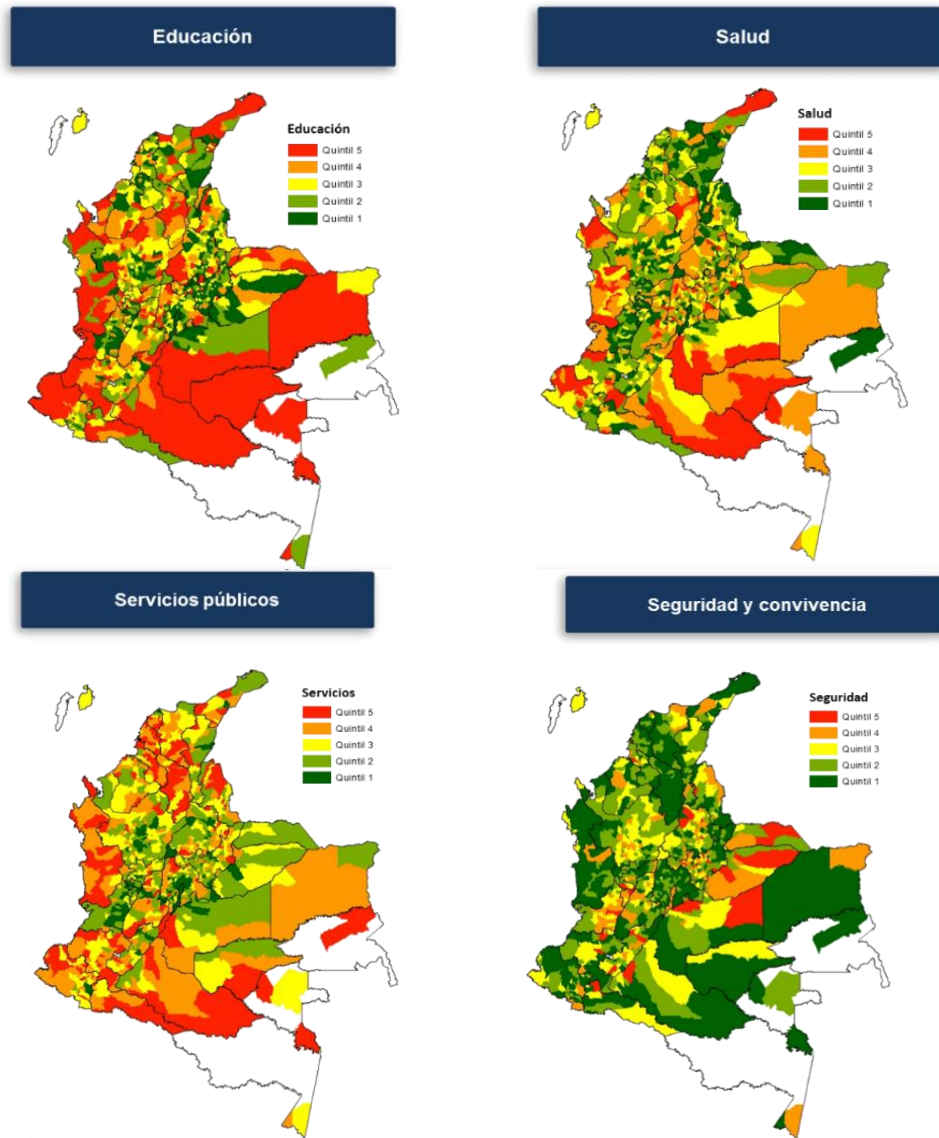 Educación
Salud
Educación
Quintil 5
Quintil 4
Quintil 3
Quintil 2
Quintil 1
Salud
Quintil 5
Quintil 4
Quintil 3
Quintil 2
Quintil 1
Servicios públicos
Seguridad y convivencia
Servicios
Quintil 5
Quintil 4
Quintil 3
Quintil 2
Quintil 1
Seguridad
Quintil 5
Quintil 4
Quintil 3
Quintil 2
Quintil 1